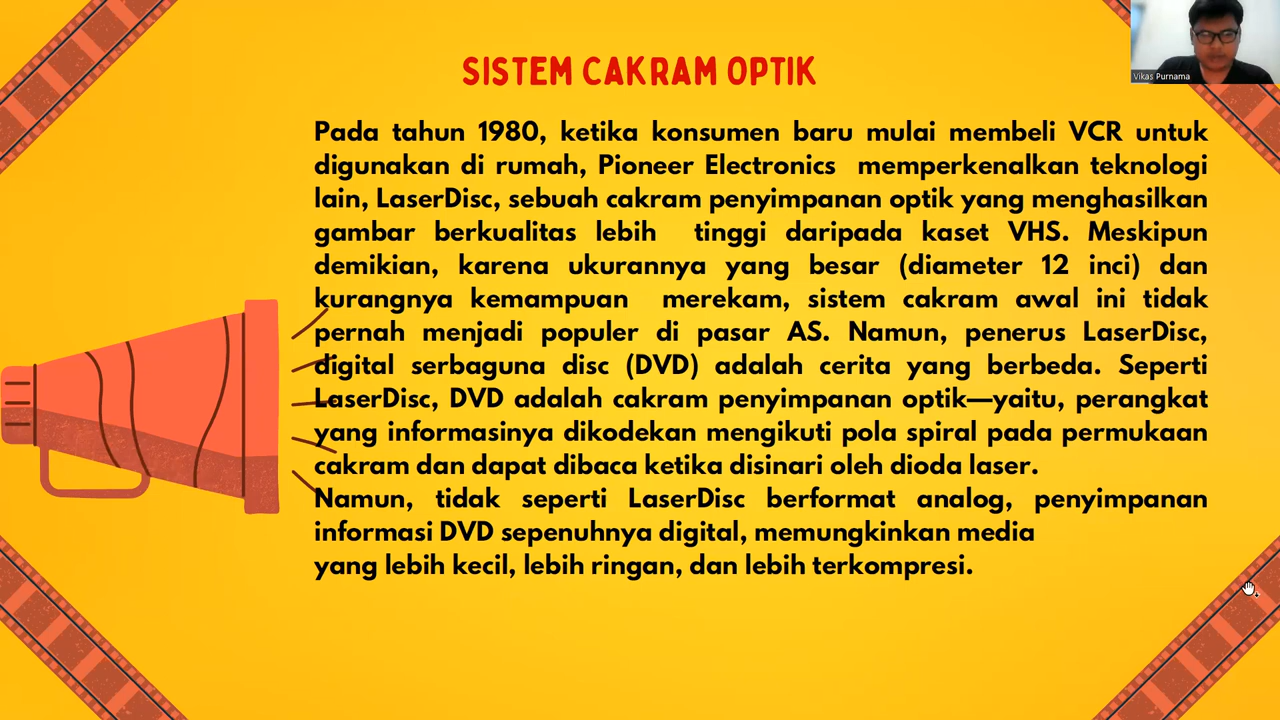 SISTEM CAKRAM OPTIK
Vikas Purnama
Pada tahun 1980, ketika konsumen baru mulai membeli VCR untuk
digunakan di rumah, Pioneer Electronics memperkenalkan teknologi
lain, LaserDisc, sebuah cakram penyimpanan optik yang menghasilkan
gambar berkualitas lebih tinggi daripada kaset VHS. Meskipun
demikian, karena ukurannya yang besar (diameter 12 inci) dan
kurangnya kemampuan merekam, sistem cakram awal ini tidak
pernah menjadi populer di pasar AS. Namun, penerus LaserDisc,
digital serbaguna disc (DVD) adalah cerita yang berbeda. Seperti
LaserDisc, DVD adalah cakram penyimpanan optik—yaitu, perangkat
yang informasinya dikodekan mengikuti pola spiral pada permukaan
cakram dan dapat dibaca ketika disinari oleh dioda laser.
Namun, tidak seperti LaserDisc berformat analog, penyimpanan
informasi DVD sepenuhnya digital, memungkinkan media
yang lebih kecil, lebih ringan, dan lebih terkompresi.